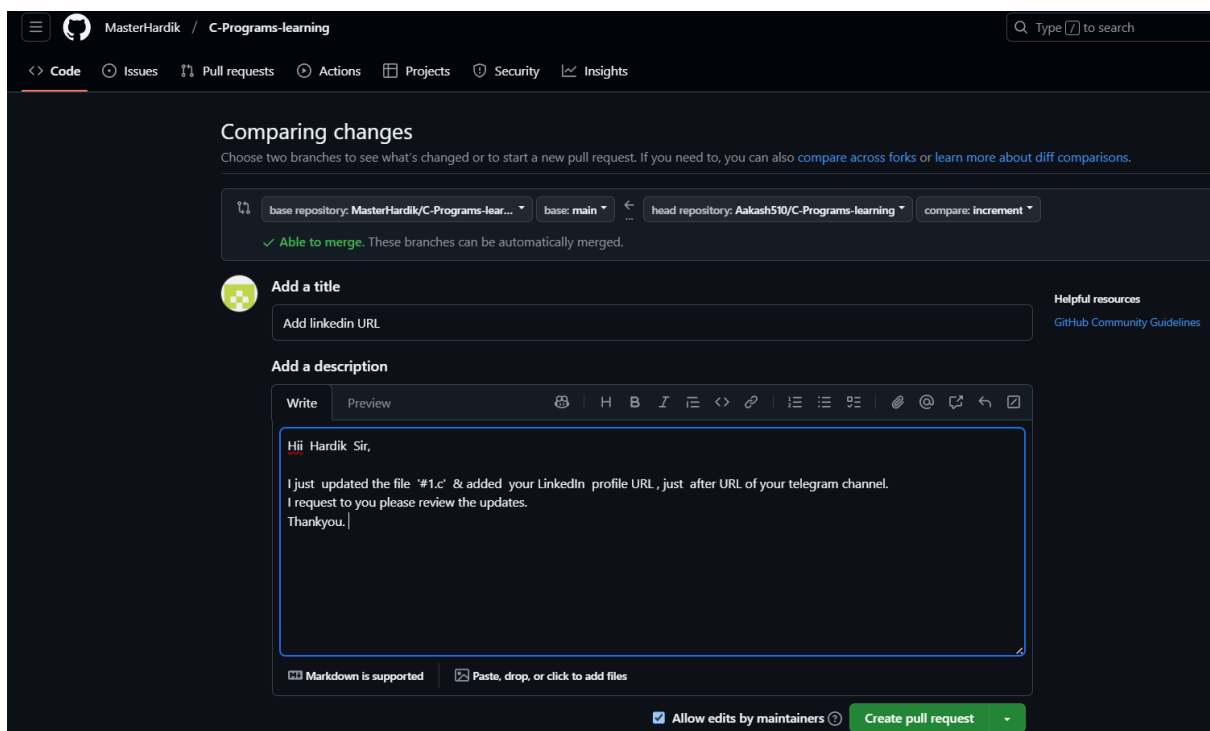 MasterHardik / C-Programs-learning
Type / to search
<> Code Issues Pull requests Actions Projects Security Insights
Comparing changes
Choose two branches to see what's changed or to start a new pull request. If you need to, you can also compare across forks or learn more about diff comparisons.
base repository: MasterHardik/C-Programs-lear... base: main ← ... head repository: Aakash510/C-Programs-learning compare: increment
✓ Able to merge. These branches can be automatically merged.
Add a title
Add linkedin URL
Helpful resources
GitHub Community Guidelines
Add a description
Write Preview H B I <> @
Hii Hardik Sir,
I just updated the file '#1.c' & added your LinkedIn profile URL , just after URL of your telegram channel.
I request to you please review the updates.
Thankyou.
Markdown is supported Paste, drop, or click to add files
Allow edits by maintainers ? Create pull request